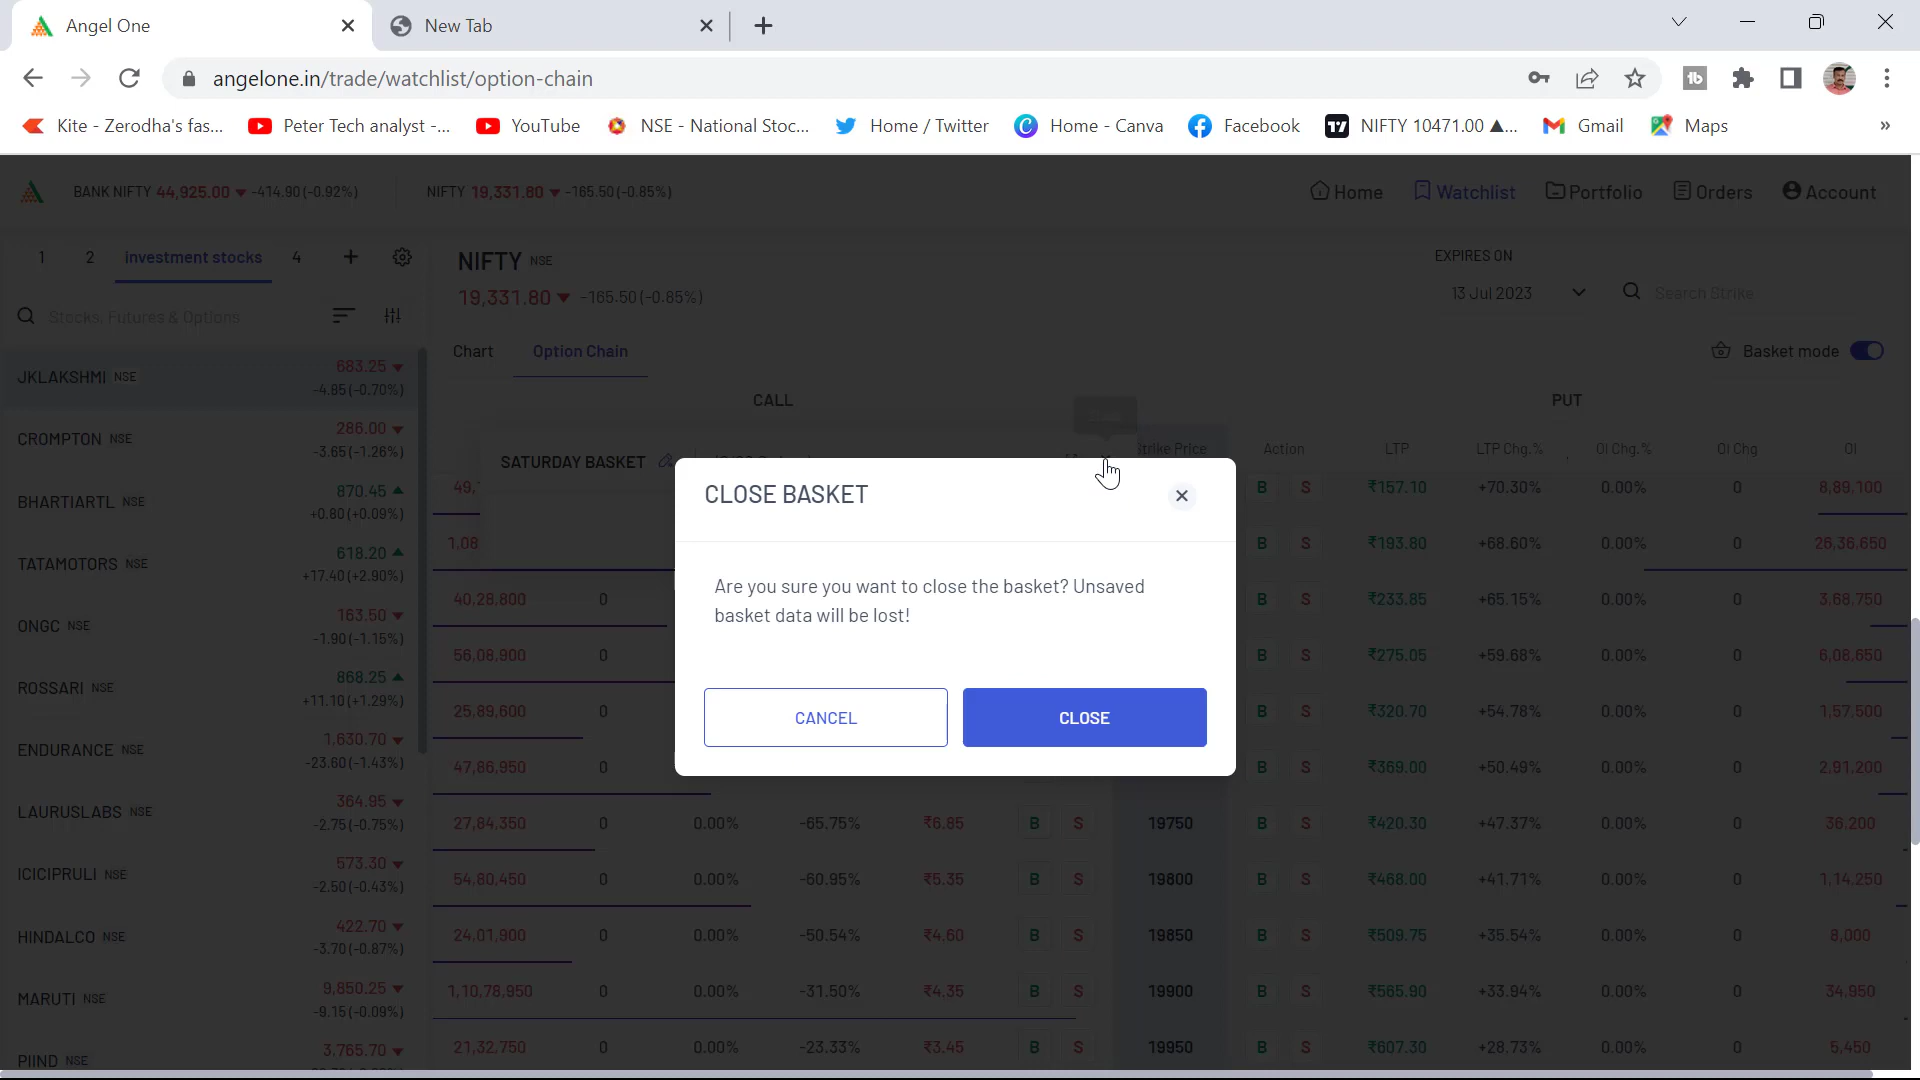 Angel One
New Tab
angelone.in/trade/watchlist/option-chain
Kite - Zerodha's fas...
Peter Tech analyst -...
YouTube
NSE - National Stoc...
Home / Twitter
Home - Canva
Facebook
NIFTY 10471.00 ▲...
Gmail
Maps
»
BANK NIFTY 44,925.00 ▼ -414.90 (-0.92%)
NIFTY 19,331.80 ▼ -165.50 (-0.85%)
Home
Watchlist
Portfolio
Orders
Account
1 2 Investment stocks 4 +
Stocks, Futures & Options
JKLAKSHMI NSE 683.25 ▼
-4.85 (-0.70%)
CROMPTON NSE 286.00 ▼
-3.65 (-1.26%)
BHARTIARTL NSE 870.45 ▲
+0.80 (+0.09%)
TATAMOTORS NSE 618.20 ▲
+17.40 (+2.90%)
ONGC NSE 163.50 ▼
-1.90 (-1.15%)
ROSSARI NSE 868.25 ▲
+11.10 (+1.29%)
ENDURANCE NSE 1,630.70 ▼
-23.60 (-1.43%)
LAURUSLABS NSE 364.95 ▼
-2.75 (-0.75%)
ICICIPRULI NSE 573.30 ▼
-2.50 (-0.43%)
HINDALCO NSE 422.70 ▼
-3.70 (-0.87%)
MARUTI NSE 9,850.25 ▼
-9.15 (-0.09%)
PIIND NSE 3,765.70 ▼
NIFTY NSE
19,331.80 ▼ -165.50 (-0.85%)
EXPIRES ON
13 Jul 2023
Search Strike
Chart
Option Chain
Basket mode
CALL
PUT
SATURDAY BASKET
Strike Price Action LTP LTP Chg.% OI Chg.% OI Chg OI
B S ₹157.10 +70.30% 0.00% 0 8,89,100
1,08 B S ₹193.80 +68.60% 0.00% 0 26,36,650
40,28,800 0 B S ₹233.85 +65.15% 0.00% 0 3,68,750
56,08,900 0 B S ₹275.05 +59.68% 0.00% 0 6,08,650
25,89,600 0 B S ₹320.70 +54.78% 0.00% 0 1,57,500
47,86,950 0 B S ₹369.00 +50.49% 0.00% 0 2,91,200
27,84,350 0 0.00% -65.75% ₹6.85 B S 19750 B S ₹420.30 +47.37% 0.00% 0 36,200
54,80,450 0 0.00% -60.95% ₹5.35 B S 19800 B S ₹468.00 +41.71% 0.00% 0 1,14,250
24,01,900 0 0.00% -50.54% ₹4.60 B S 19850 B S ₹509.75 +35.54% 0.00% 0 8,000
1,10,78,950 0 0.00% -31.50% ₹4.35 B S 19900 B S ₹565.90 +33.94% 0.00% 0 34,950
21,32,750 0 0.00% -23.33% ₹3.45 B S 19950 B S ₹607.30 +28.73% 0.00% 0 5,450
CLOSE BASKET
Are you sure you want to close the basket? Unsaved
basket data will be lost!
CANCEL
CLOSE